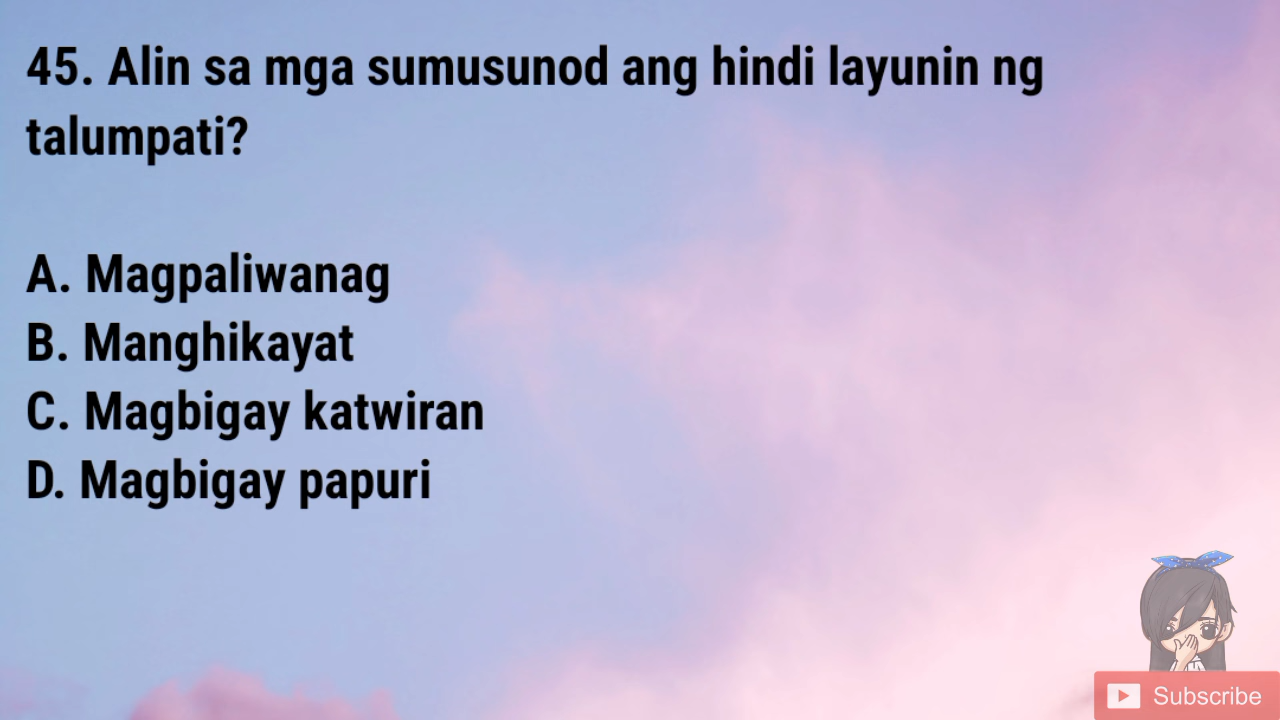 45. Alin sa mga sumusunod ang hindi layunin ng
talumpati?
A. Magpaliwanag
B. Manghikayat
C. Magbigay katwiran
D. Magbigay papuri
Subscribe